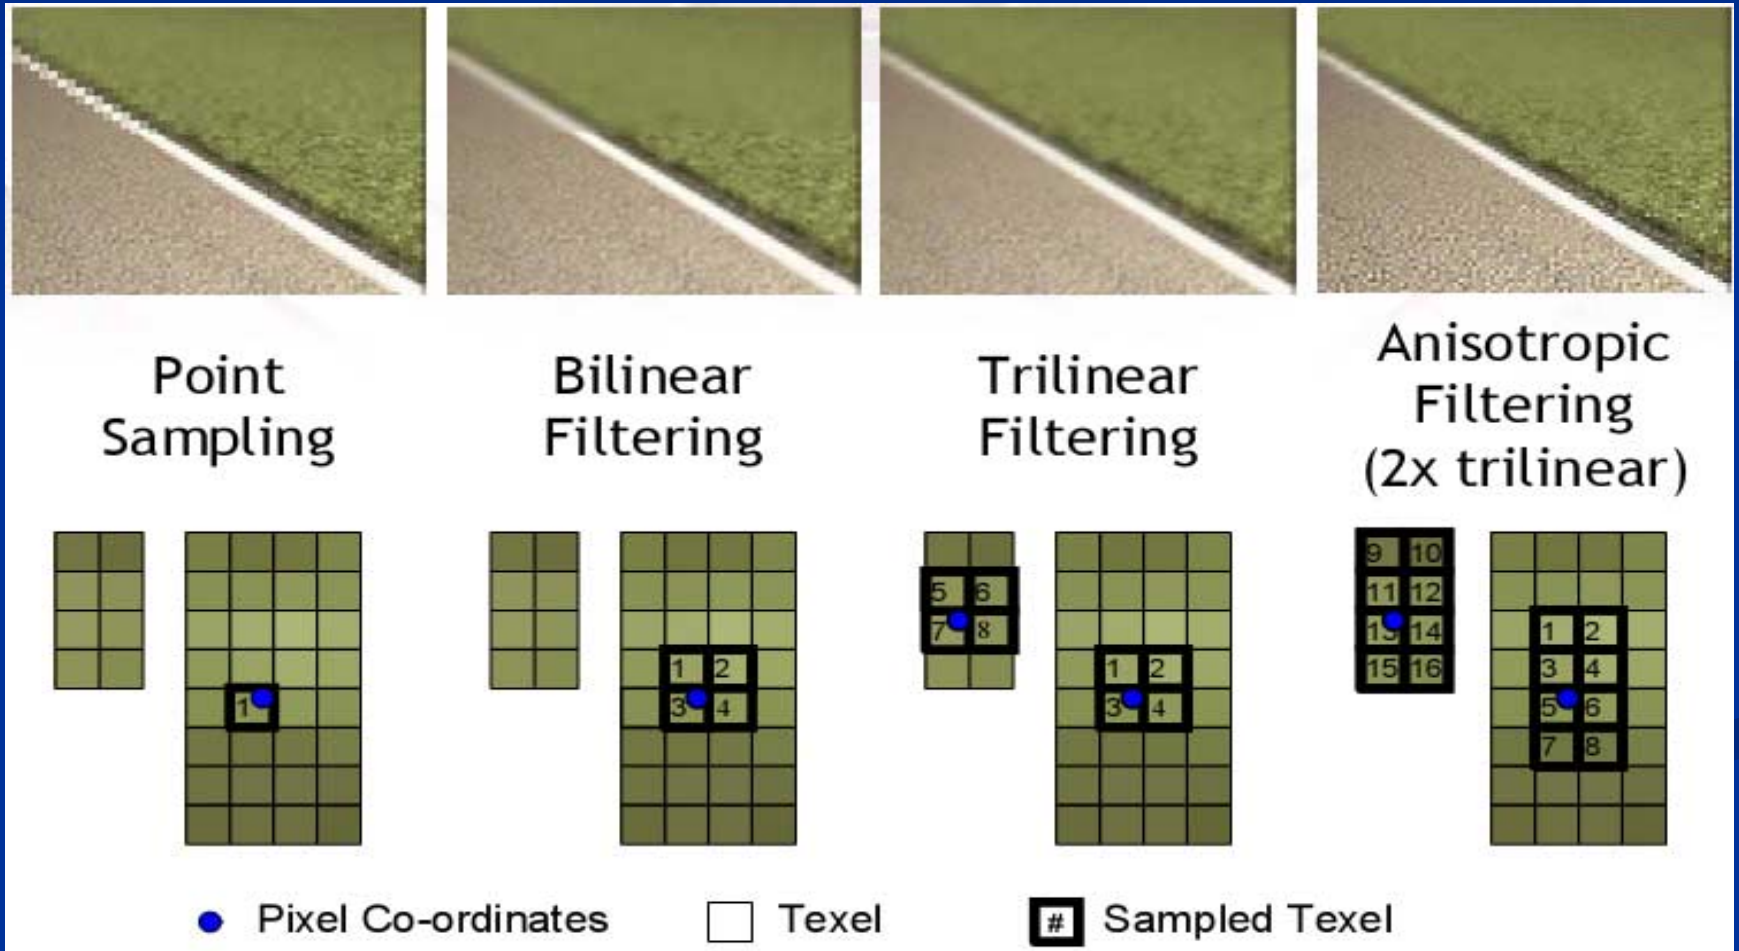 Point
Sampling
Bilinear
Filtering
Trilinear
Filtering
Anisotropic
Filtering
(2x trilinear)
1
1 2
3 4
5 6
7 8
1 2
3 4
9 10
11 12
13 14
15 16
1 2
3 4
5 6
7 8
Pixel Co-ordinates
Texel
# Sampled Texel